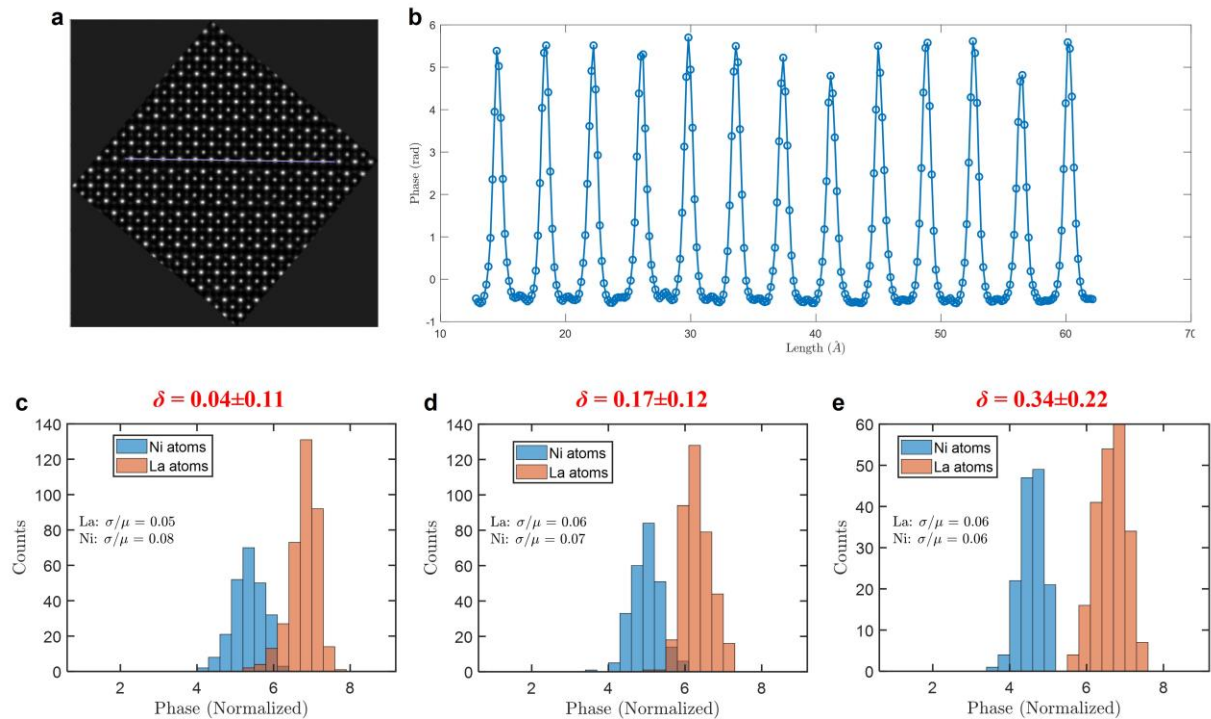 a
b
6
5
4
3
2
1
0
-1
Phase (rad)
10 20 30 40 50 60 70
Length (Å)
c
δ = 0.04±0.11
140
120
100
80
60
40
20
0
Counts
Ni atoms
La atoms
La: σ/μ = 0.05
Ni: σ/μ = 0.08
2 4 6 8
Phase (Normalized)
d
δ = 0.17±0.12
140
120
100
80
60
40
20
0
Counts
Ni atoms
La atoms
La: σ/μ = 0.06
Ni: σ/μ = 0.07
2 4 6 8
Phase (Normalized)
e
δ = 0.34±0.22
60
50
40
30
20
10
0
Counts
Ni atoms
La atoms
La: σ/μ = 0.06
Ni: σ/μ = 0.06
2 4 6 8
Phase (Normalized)